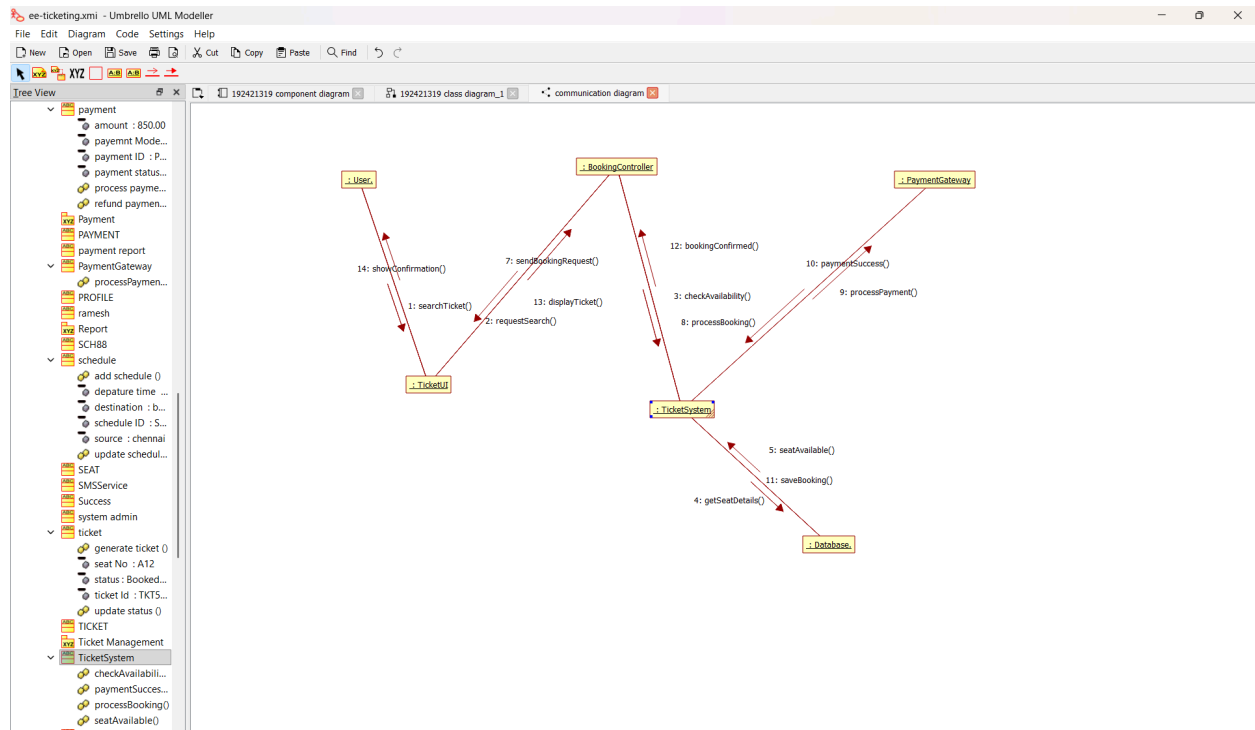 ee-ticketing.xmi - Umbrello UML Modeller
File Edit Diagram Code Settings Help
New Open Save Cut Copy Paste Find
XYZ XYZ XYZ A:B A:B
Tree View
192421319 component diagram
192421319 class diagram_1
communication diagram
payment
amount : 850.00
payemnt Mode...
payment ID : P...
payment status...
process payme...
refund paymen...
Payment
PAYMENT
payment report
PaymentGateway
processPaymen...
PROFILE
ramesh
Report
SCH88
schedule
add schedule ()
depature time ...
destination : b...
schedule ID : S...
source : chennai
update schedul...
SEAT
SMSService
Success
system admin
ticket
generate ticket ()
seat No : A12
status : Booked...
ticket Id : TKT5...
update status ()
TICKET
Ticket Management
TicketSystem
checkAvailabili...
paymentSucces...
processBooking()
seatAvailable()
: User.
: BookingController
: PaymentGateway
12: bookingConfirmed()
7: sendBookingRequest()
10: paymentSuccess()
14: showConfirmation()
9: processPayment()
3: checkAvailability()
13: displayTicket()
1: searchTicket()
2: requestSearch()
8: processBooking()
: TicketUI
: TicketSystem
5: seatAvailable()
11: saveBooking()
4: getSeatDetails()
: Database.